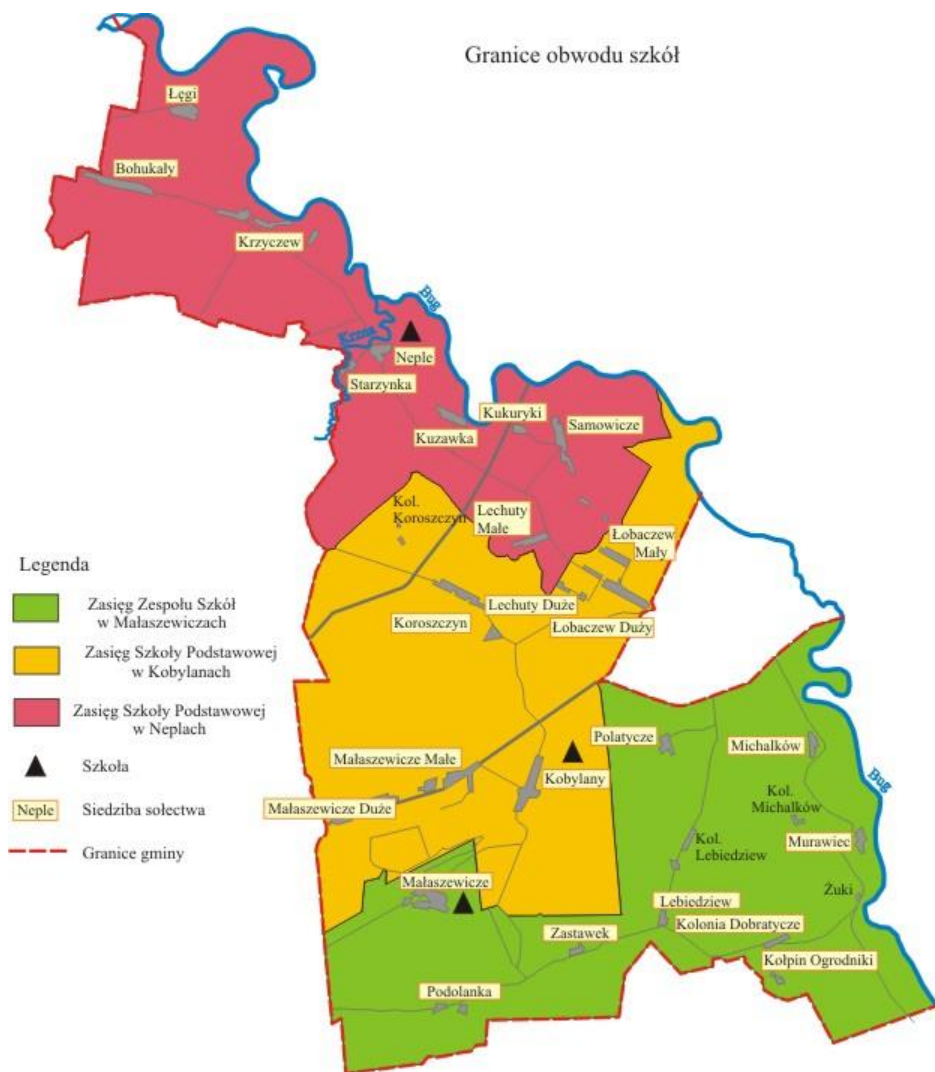 Granice obwodu szkół
Łęgi
Bohukały
Krzyczew
Bug
Krzna
Neple
Starzynka
Kukuryki
Kuzawka
Samowicze
Kol.
Koroszczyn
Lechuty
Małe
Łobaczew
Mały
Lechuty Duże
Koroszczyn
Łobaczew Duży
Legenda
Zasięg Zespołu Szkół
w Małaszewiczach
Zasięg Szkoły Podstawowej
w Kobylanach
Zasięg Szkoły Podstawowej
w Neplach
Szkoła
Neple
Siedziba sołectwa
Granice gminy
Polatycze
Michalków
Małaszewicze Małe
Kobylany
Bug
Małaszewicze Duże
Kol.
Michalków
Kol.
Lebiedziew
Murawiec
Małaszewicze
Żuki
Lebiedziew
Kolonia Dobratycze
Zastawek
Kołpin Ogrodniki
Podolanka